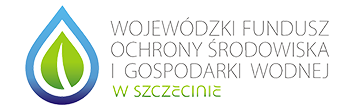 WOJEWÓDZKI FUNDUSZ
OCHRONY ŚRODOWISKA
I GOSPODARKI WODNEJ
W SZCZECINIE